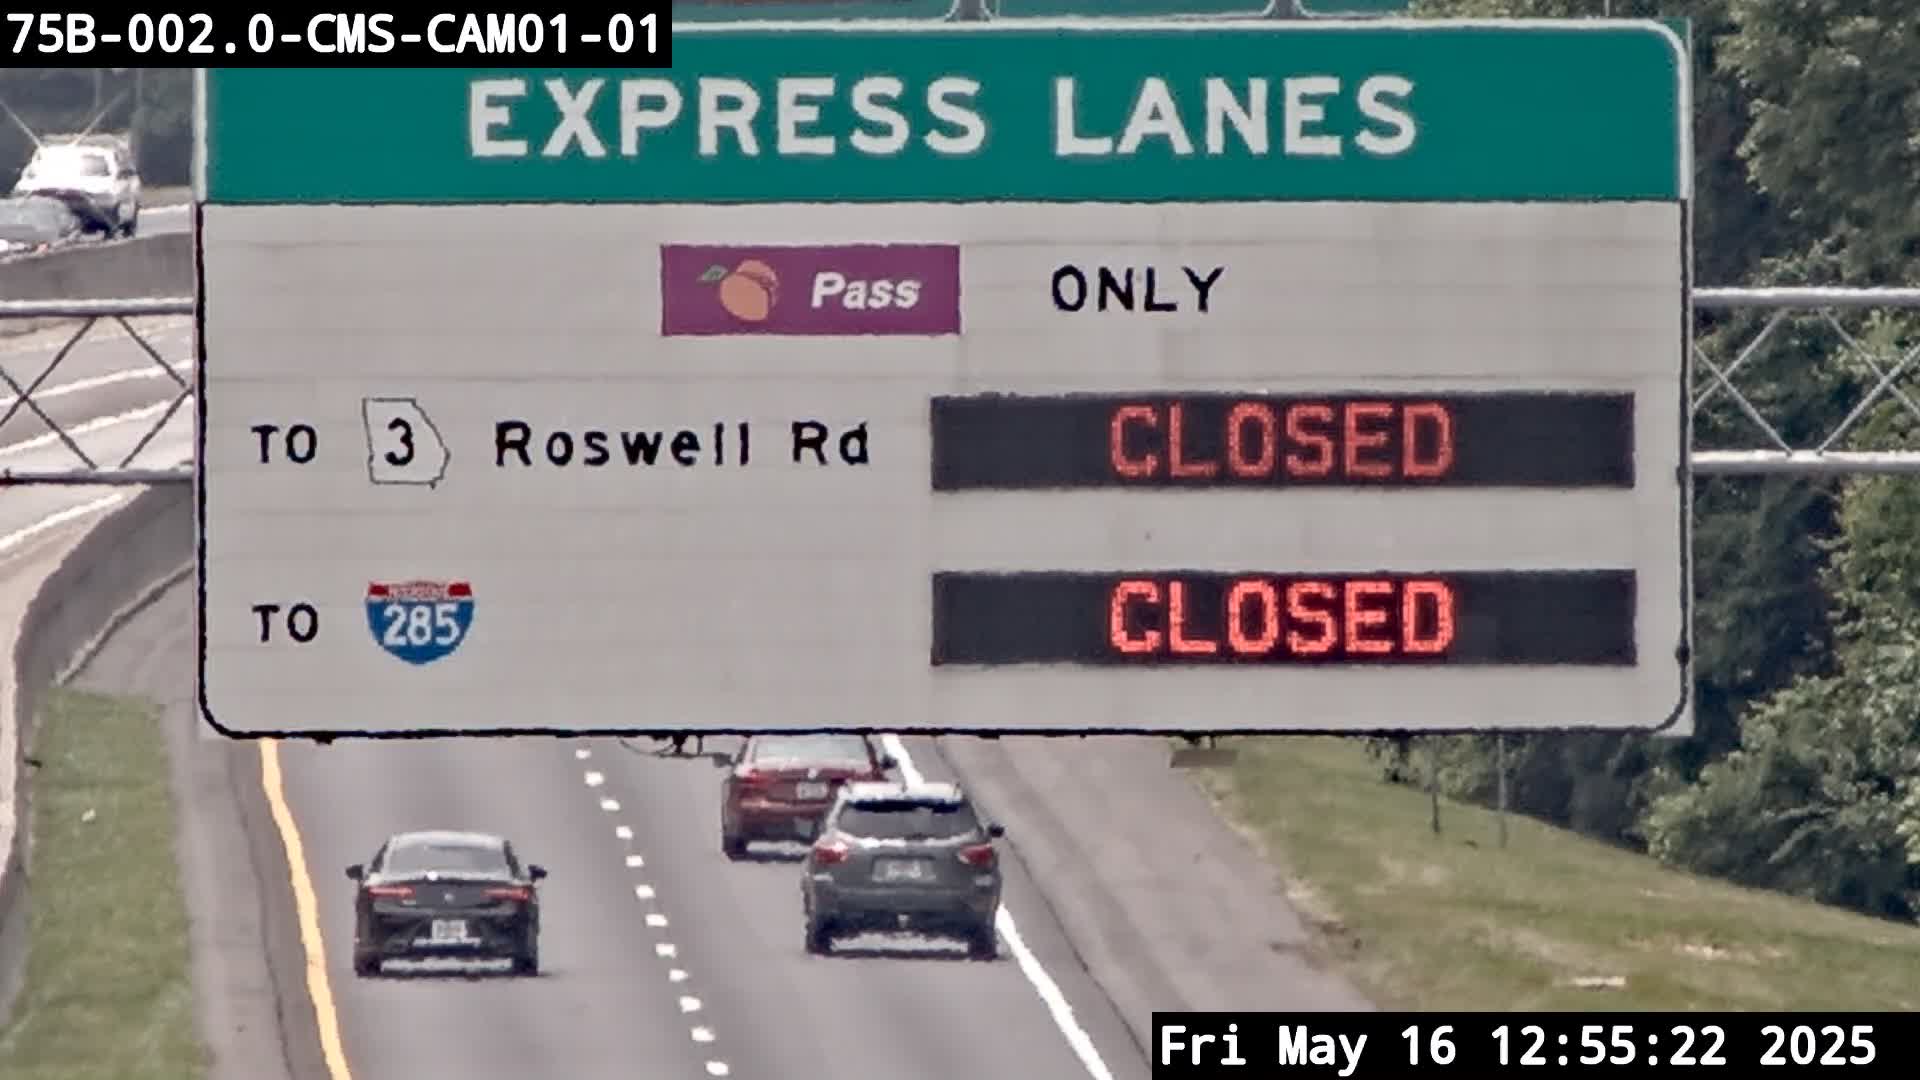 75B-002.0-CMS-CAM01-01
EXPRESS LANES
Pass ONLY
TO 3 Roswell Rd CLOSED
TO 285 CLOSED
Fri May 16 12:55:22 2025